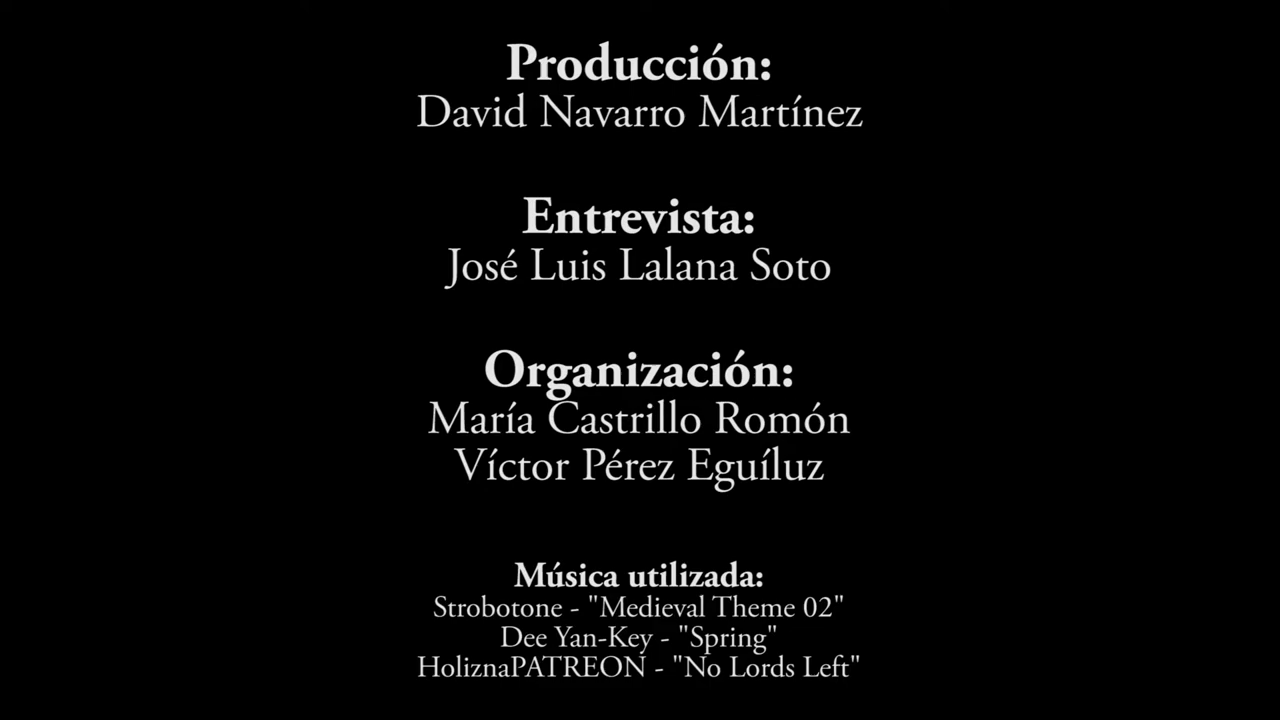 Producción:
David Navarro Martínez
Entrevista:
José Luis Lalana Soto
Organización:
María Castrillo Romón
Víctor Pérez Eguíluz
Música utilizada:
Strobotone - "Medieval Theme 02"
Dee Yan-Key - "Spring"
HoliznaPATREON - "No Lords Left"